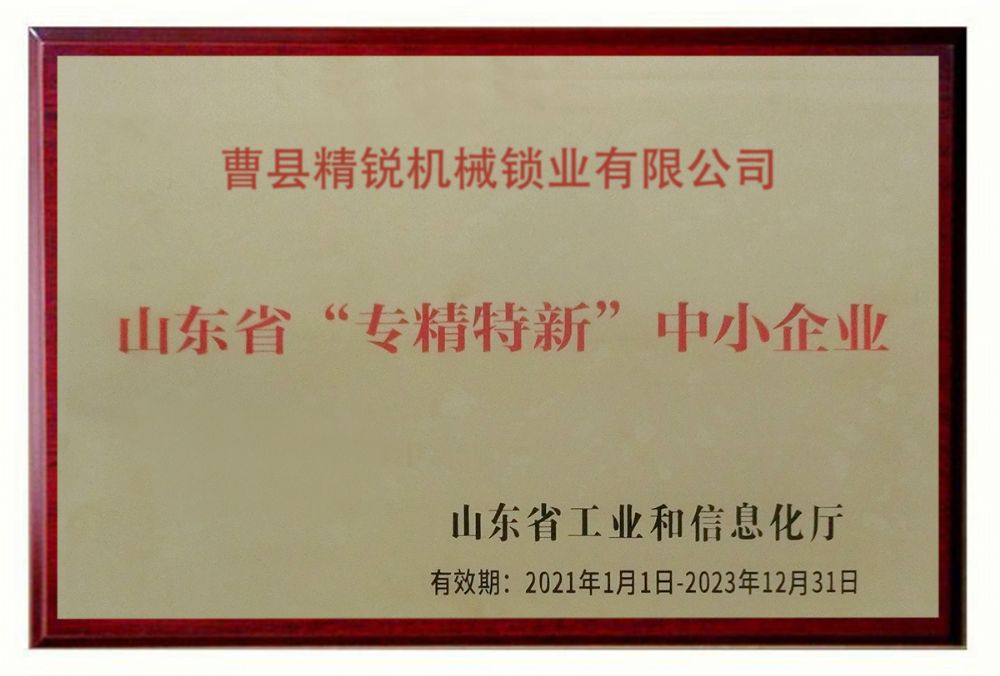 曹县精锐机械锁业有限公司
山东省“专精特新”中小企业
山东省工业和信息化厅
有效期：2021年1月1日-2023年12月31日